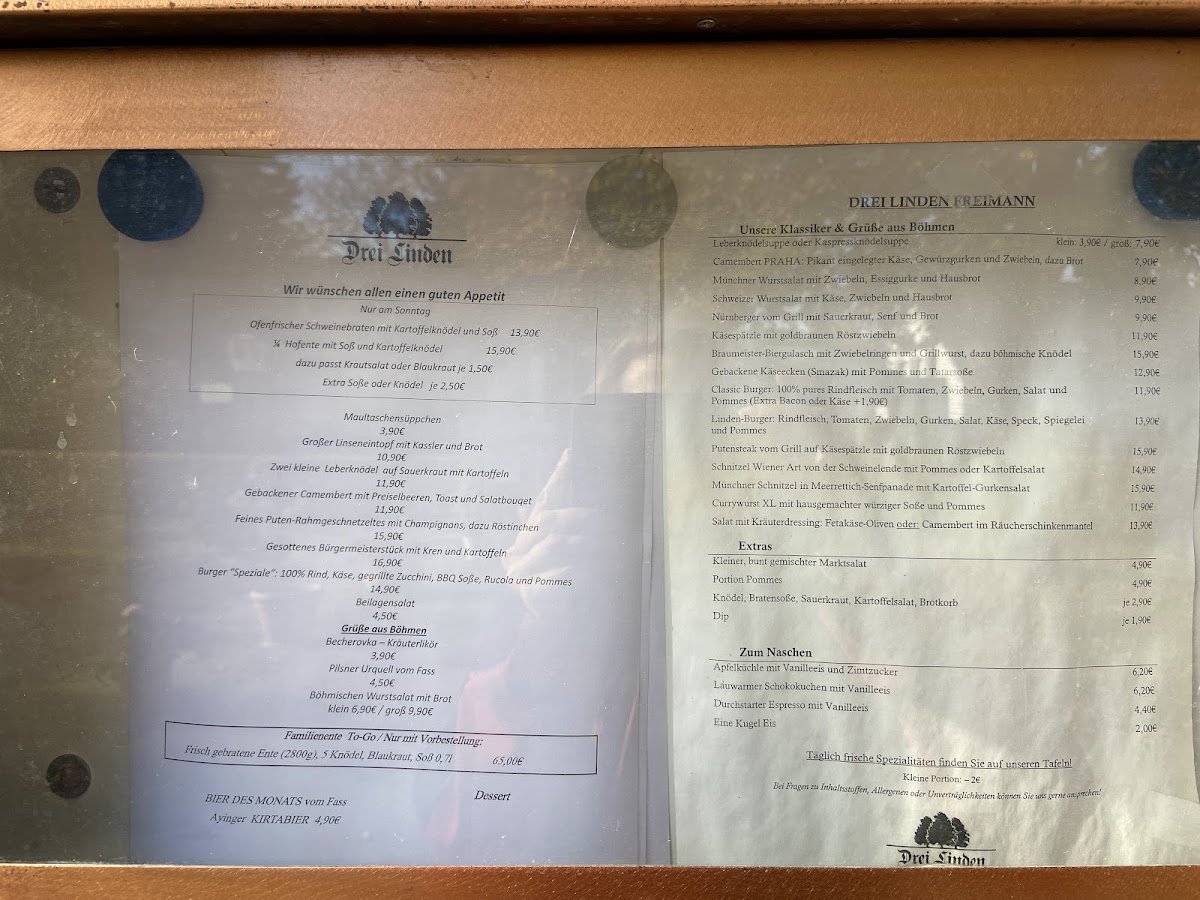 Drei Linden
Wir wünschen allen einen guten Appetit
Nur am Sonntag
Ofenfrischer Schweinebraten mit Kartoffelknödel und Soß 13,90€
¼ Hofente mit Soß und Kartoffelknödel 15,90€
dazu passt Krautsalat oder Blaukraut je 1,50€
Extra Soße oder Knödel je 2,50€
Maultaschensüppchen
3,90€
Großer Linseneintopf mit Kassler und Brot
10,90€
Zwei kleine Leberknödel auf Sauerkraut mit Kartoffeln
11,90€
Gebackener Camembert mit Preiselbeeren, Toast und Salatbouqet
11,90€
Feines Puten-Rahmgeschnetzeltes mit Champignons, dazu Röstinchen
15,90€
Gesottenes Bürgermeisterstück mit Kren und Kartoffeln
16,90€
Burger "Speziale": 100% Rind, Käse, gegrillte Zucchini, BBQ Soße, Rucola und Pommes
14,90€
Beilagensalat
4,50€
Grüße aus Böhmen
Becherovka – Kräuterlikör
3,90€
Pilsner Urquell vom Fass
4,50€
Böhmischen Wurstsalat mit Brot
klein 6,90€ / groß 9,90€
Familienente To-Go / Nur mit Vorbestellung:
Frisch gebratene Ente (2800g), 5 Knödel, Blaukraut, Soß 0,7l 65,00€
BIER DES MONATS vom Fass
Ayinger KIRTABIER 4,90€
Dessert
DREI LINDEN FREIMANN
Unsere Klassiker & Grüße aus Böhmen
Leberknödelsuppe oder Kaspressknödelsuppe klein: 3,90€ / groß: 7,90€
Camembert PRAHA: Pikant eingelegter Käse, Gewürzgurken und Zwiebeln, dazu Brot 7,90€
Münchner Wurstsalat mit Zwiebeln, Essiggurke und Hausbrot 8,90€
Schweizer Wurstsalat mit Käse, Zwiebeln und Hausbrot 9,90€
Nürnberger vom Grill mit Sauerkraut, Senf und Brot 9,90€
Käsespätzle mit goldbraunen Röstzwiebeln 11,90€
Braumeister-Biergulasch mit Zwiebelringen und Grillwurst, dazu böhmische Knödel 15,90€
Gebackene Käseecken (Smazak) mit Pommes und Tatarsoße 12,90€
Classic Burger: 100% pures Rindfleisch mit Tomaten, Zwiebeln, Gurken, Salat und 11,90€
Pommes (Extra Bacon oder Käse +1,90€)
Linden-Burger: Rindfleisch, Tomaten, Zwiebeln, Gurken, Salat, Käse, Speck, Spiegelei 13,90€
und Pommes
Putensteak vom Grill auf Käsespätzle mit goldbraunen Röstzwiebeln 15,90€
Schnitzel Wiener Art von der Schweinelende mit Pommes oder Kartoffelsalat 14,90€
Münchner Schnitzel in Meerrettich-Senfpanade mit Kartoffel-Gurkensalat 15,90€
Currywurst XL mit hausgemachter würziger Soße und Pommes 11,90€
Salat mit Kräuterdressing: Fetakäse-Oliven oder: Camembert im Räucherschinkenmantel 13,90€
Extras
Kleiner, bunt gemischter Marktsalat 4,90€
Portion Pommes 4,90€
Knödel, Bratensoße, Sauerkraut, Kartoffelsalat, Brotkorb je 2,90€
Dip je 1,90€
Zum Naschen
Apfelküchle mit Vanilleeis und Zimtzucker 6,20€
Lauwarmer Schokokuchen mit Vanilleeis 6,20€
Durchstarter Espresso mit Vanilleeis 4,40€
Eine Kugel Eis 2,00€
Täglich frische Spezialitäten finden Sie auf unseren Tafeln!
Kleine Portion: – 2€
Bei Fragen zu Inhaltsstoffen, Allergenen oder Unverträglichkeiten können Sie uns gerne ansprechen!
Drei Linden